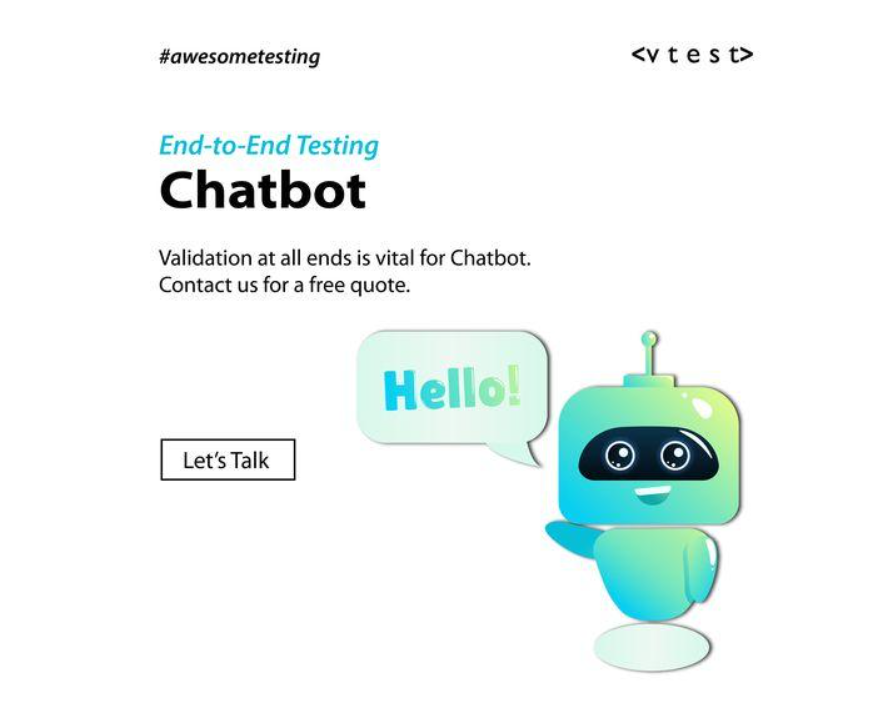 #awesometesting
<v test>
End-to-End Testing
Chatbot
Validation at all ends is vital for Chatbot.
Contact us for a free quote.
Hello!
Let's Talk